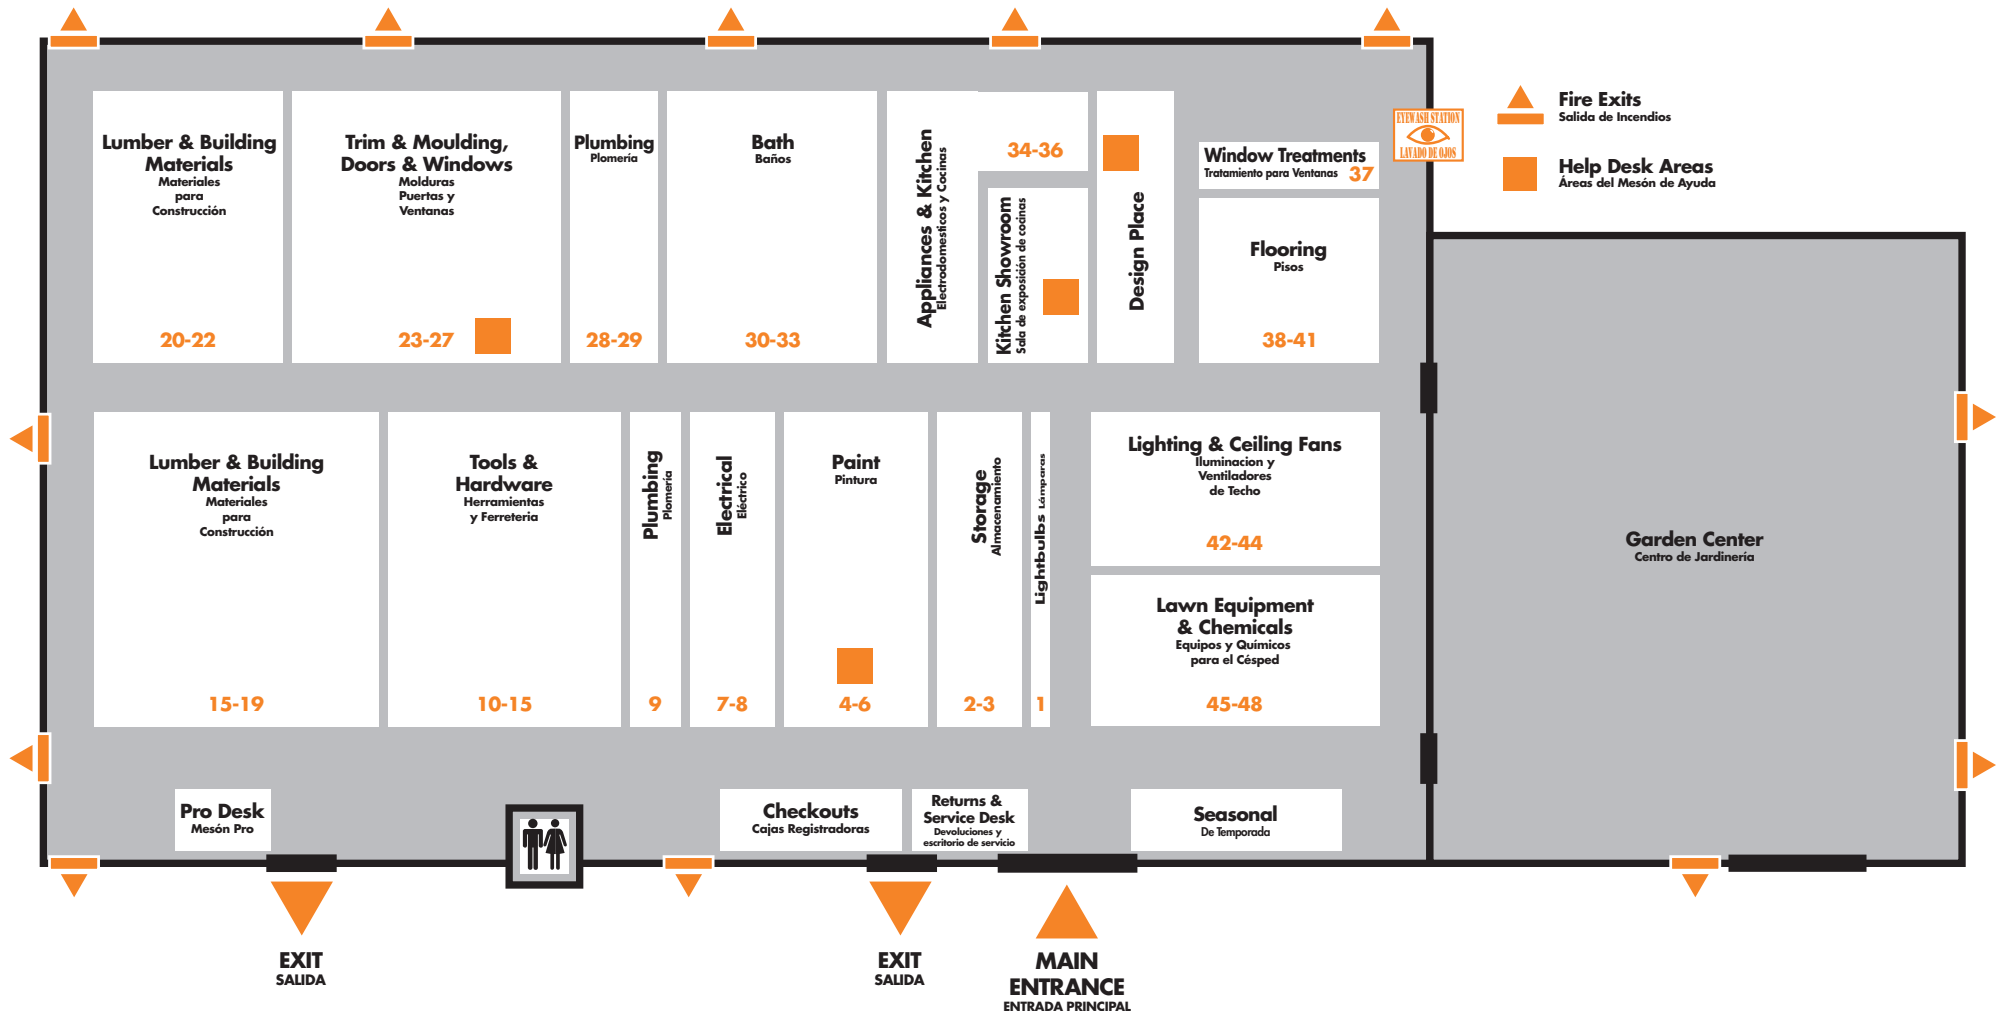 Lumber & Building
Materials
Materiales
para
Construcción
20-22
Trim & Moulding,
Doors & Windows
Molduras
Puertas y
Ventanas
23-27
Plumbing
Plomería
28-29
Bath
Baños
30-33
Appliances & Kitchen
Electrodomesticos y Cocinas
34-36
Kitchen Showroom
Sala de exposición de cocinas
Design Place
Window Treatments
Tratamiento para Ventanas 37
Flooring
Pisos
38-41
EYEWASH STATION
LAVADO DE OJOS
Fire Exits
Salida de Incendios
Help Desk Areas
Áreas del Mesón de Ayuda
Lumber & Building
Materials
Materiales
para
Construcción
15-19
Tools &
Hardware
Herramientas
y Ferreteria
10-15
Plumbing
Plomería
9
Electrical
Eléctrico
7-8
Paint
Pintura
4-6
Storage
Almacenamiento
2-3
Lightbulbs Lámparas
1
Lighting & Ceiling Fans
Iluminacion y
Ventiladores
de Techo
42-44
Lawn Equipment
& Chemicals
Equipos y Químicos
para el Césped
45-48
Garden Center
Centro de Jardinería
Pro Desk
Mesón Pro
Checkouts
Cajas Registradoras
Returns &
Service Desk
Devoluciones y
escritorio de servicio
Seasonal
De Temporada
EXIT
SALIDA
EXIT
SALIDA
MAIN
ENTRANCE
ENTRADA PRINCIPAL